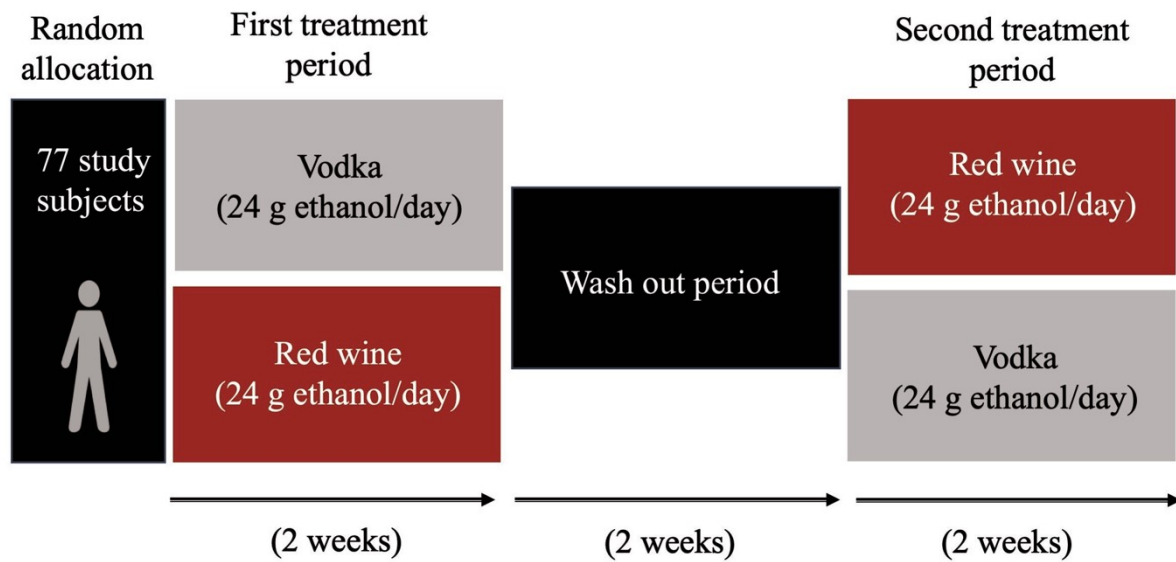 Random
allocation
First treatment
period
Second treatment
period
77 study
subjects
Vodka
(24 g ethanol/day)
Red wine
(24 g ethanol/day)
Wash out period
Red wine
(24 g ethanol/day)
Vodka
(24 g ethanol/day)
(2 weeks)
(2 weeks)
(2 weeks)